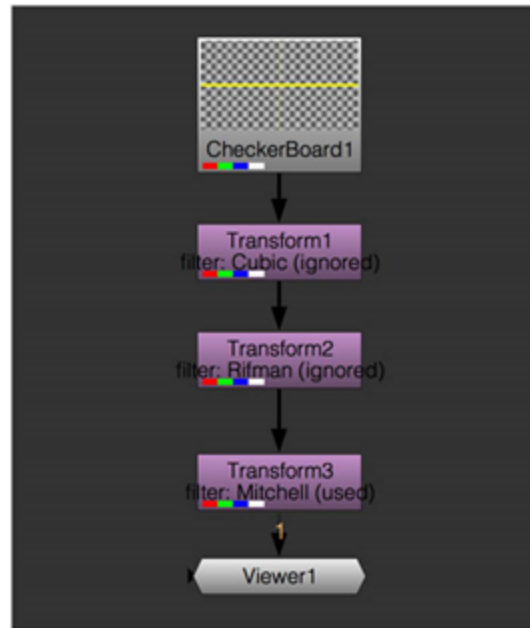 CheckerBoard1
Transform1
filter: Cubic (ignored)
Transform2
filter: Rifman (ignored)
Transform3
filter: Mitchell (used)
1
Viewer1